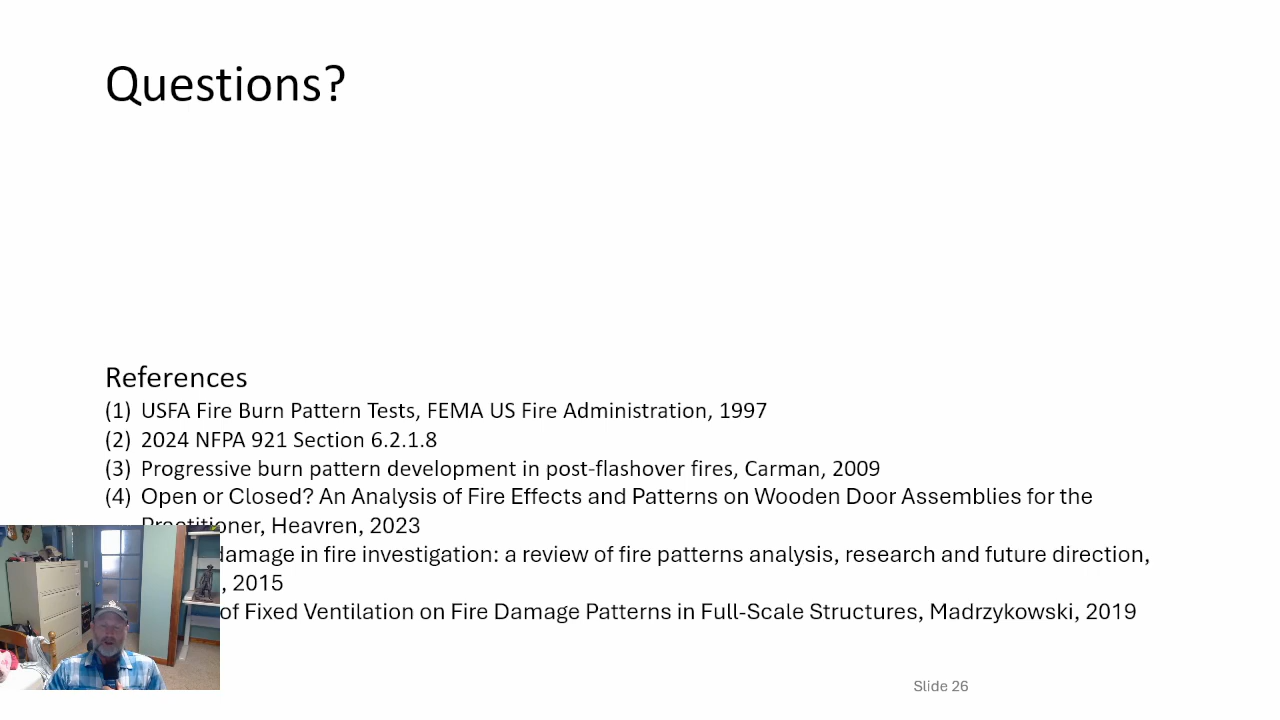 Questions?
References
(1) USFA Fire Burn Pattern Tests, FEMA US Fire Administration, 1997
(2) 2024 NFPA 921 Section 6.2.1.8
(3) Progressive burn pattern development in post-flashover fires, Carman, 2009
(4) Open or Closed? An Analysis of Fire Effects and Patterns on Wooden Door Assemblies for the
Practitioner, Heavren, 2023
damage in fire investigation: a review of fire patterns analysis, research and future direction,
, 2015
of Fixed Ventilation on Fire Damage Patterns in Full-Scale Structures, Madrzykowski, 2019
Slide 26